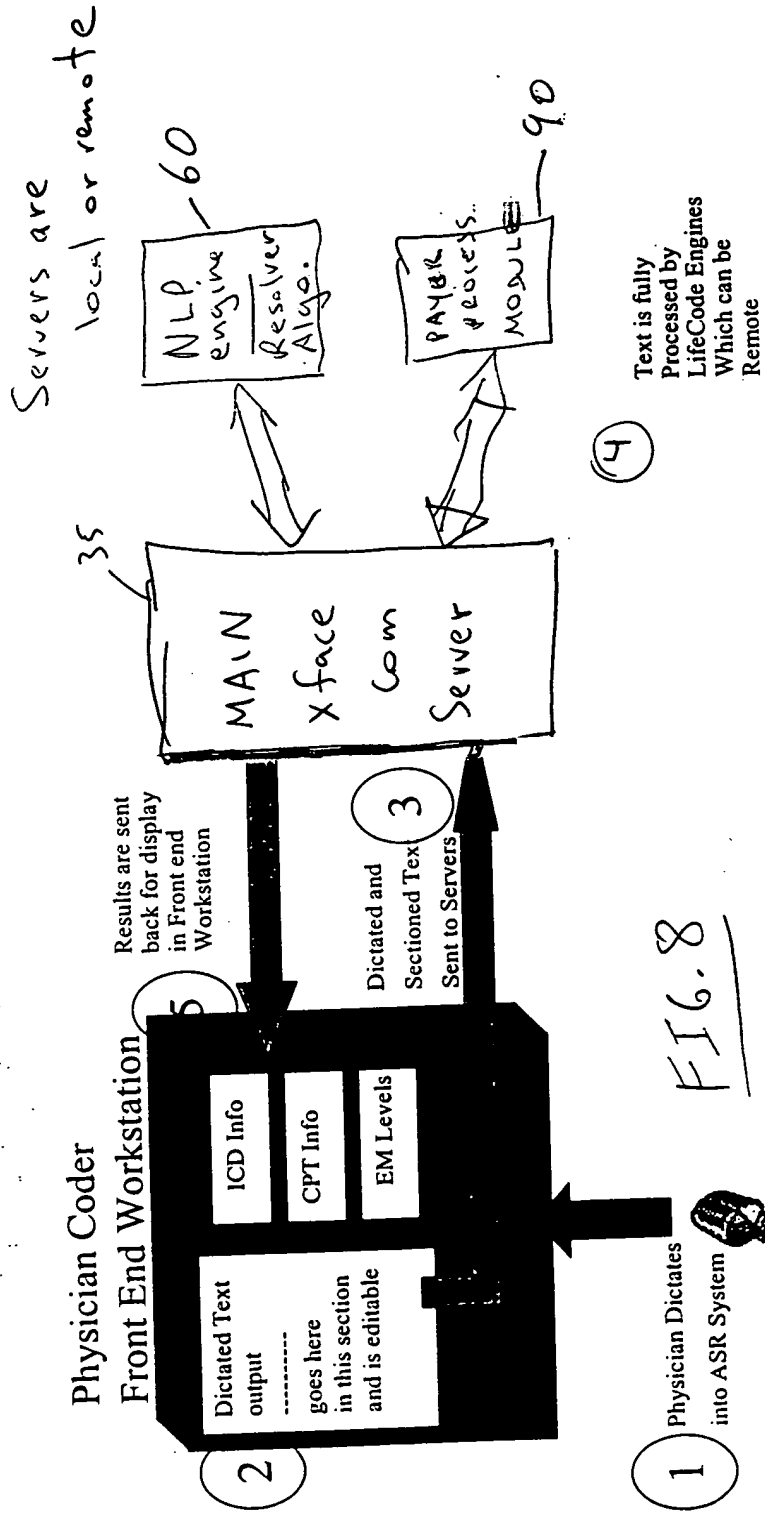 Servers are
local or remote
Physician Coder
Front End Workstation
2
Dictated Text
output
----------
goes here
in this section
and is editable
ICD Info
CPT Info
EM Levels
5
Results are sent
back for display
in Front end
Workstation
3
Dictated and
Sectioned Text
Sent to Servers
35
MAIN
xface
Com
Server
60
NLP
engine
Resolver
Algo.
90
PAYER
PROCESS..
MODULE
4
Text is fully
Processed by
LifeCode Engines
Which can be
Remote
1
Physician Dictates
into ASR System
FIG. 8